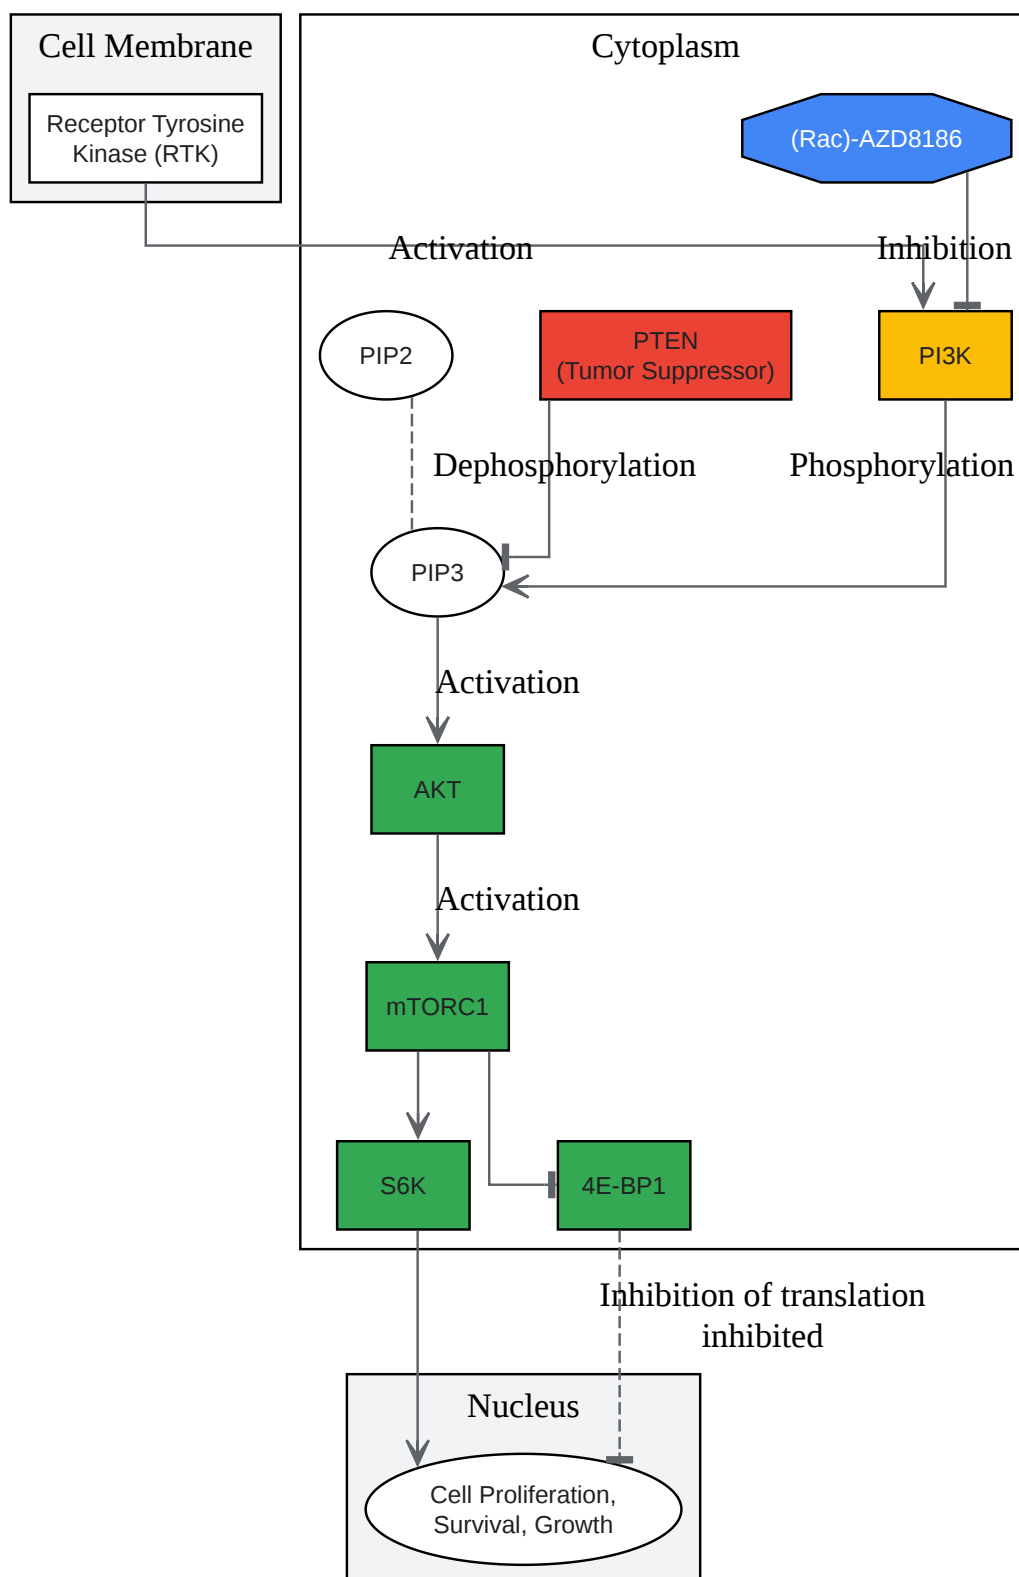 Cell Membrane
Cytoplasm
Receptor Tyrosine
Kinase (RTK)
(Rac)-AZD8186
Activation
Inhibition
PIP2
PTEN
(Tumor Suppressor)
PI3K
Dephosphorylation
Phosphorylation
PIP3
Activation
AKT
Activation
mTORC1
S6K
4E-BP1
Inhibition of translation
inhibited
Nucleus
Cell Proliferation,
Survival, Growth